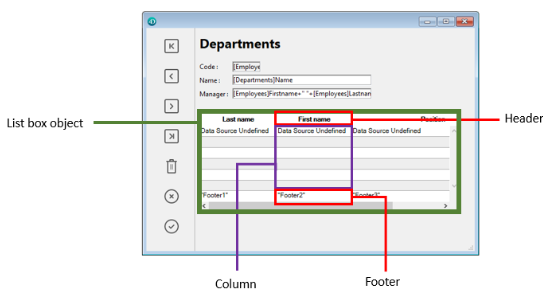 Departments
Code :
[Employe
Name :
[Departments]Name
Manager :
[Employees]Firstname+" "+[Employees]Lastnan
List box object
Header
Last name
First name
Position
Data Source Undefined
Data Source Undefined
Data Source Undefined
"Footer1"
"Footer2"
"Footer3"
Column
Footer